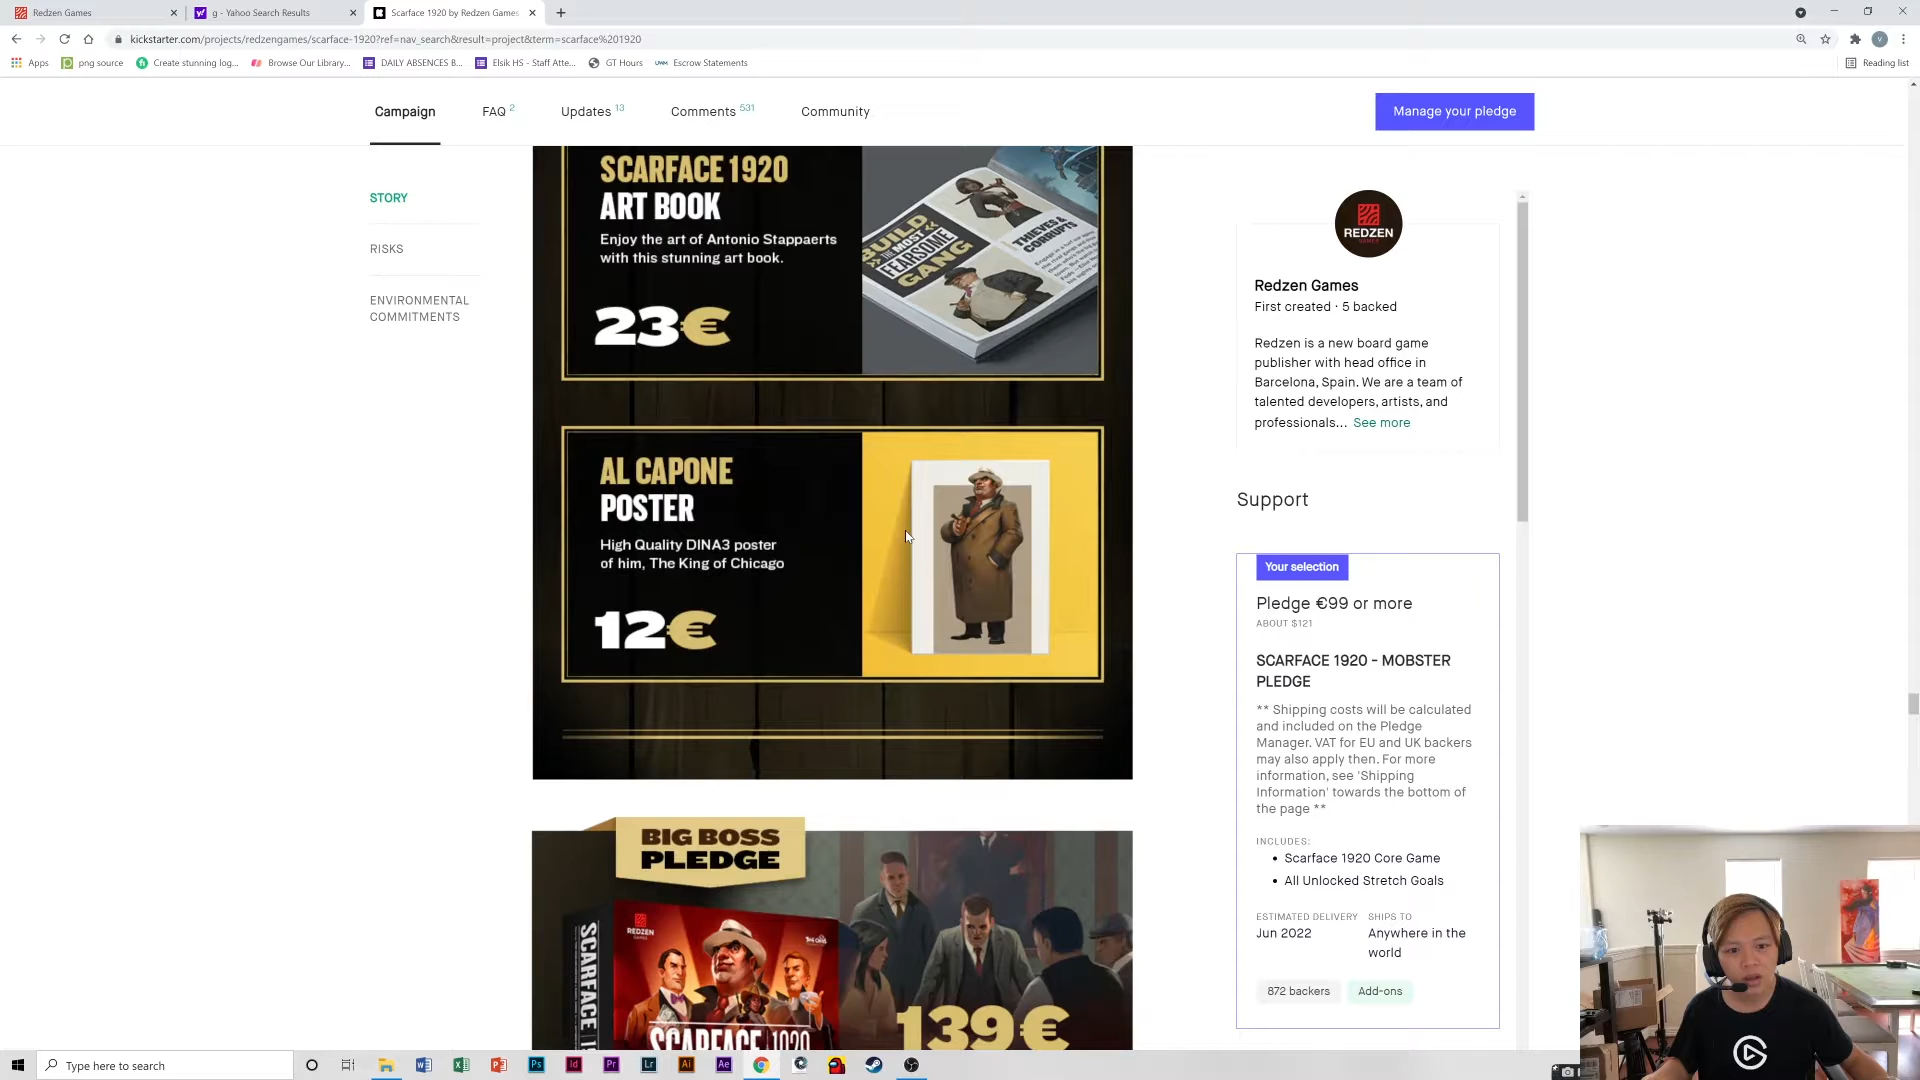 Redzen Games
g - Yahoo Search Results
Scarface 1920 by Redzen Games
kickstarter.com/projects/redzengames/scarface-1920?ref=nav_search&result=project&term=scarface%201920
Apps
png source
Create stunning log...
Browse Our Library...
DAILY ABSENCES B...
Elsik HS - Staff Atte...
GT Hours
Escrow Statements
Reading list
Campaign
FAQ 2
Updates 13
Comments 531
Community
Manage your pledge
STORY
RISKS
ENVIRONMENTAL
COMMITMENTS
SCARFACE 1920
ART BOOK
Enjoy the art of Antonio Stappaerts
with this stunning art book.
23€
BUILD
THE MOST
FEARSOME
GANG
THIEVES &
CORRUPTS
AL CAPONE
POSTER
High Quality DINA3 poster
of him, The King of Chicago
12€
BIG BOSS
PLEDGE
REDZEN
SCARFACE 1920
SCARFACE 1920
139€
REDZEN
GAMES
Redzen Games
First created · 5 backed
Redzen is a new board game
publisher with head office in
Barcelona, Spain. We are a team of
talented developers, artists, and
professionals... See more
Support
Your selection
Pledge €99 or more
ABOUT $121
SCARFACE 1920 - MOBSTER
PLEDGE
** Shipping costs will be calculated
and included on the Pledge
Manager. VAT for EU and UK backers
may also apply then. For more
information, see 'Shipping
Information' towards the bottom of
the page **
INCLUDES:
• Scarface 1920 Core Game
• All Unlocked Stretch Goals
ESTIMATED DELIVERY
Jun 2022
SHIPS TO
Anywhere in the
world
872 backers
Add-ons
Type here to search